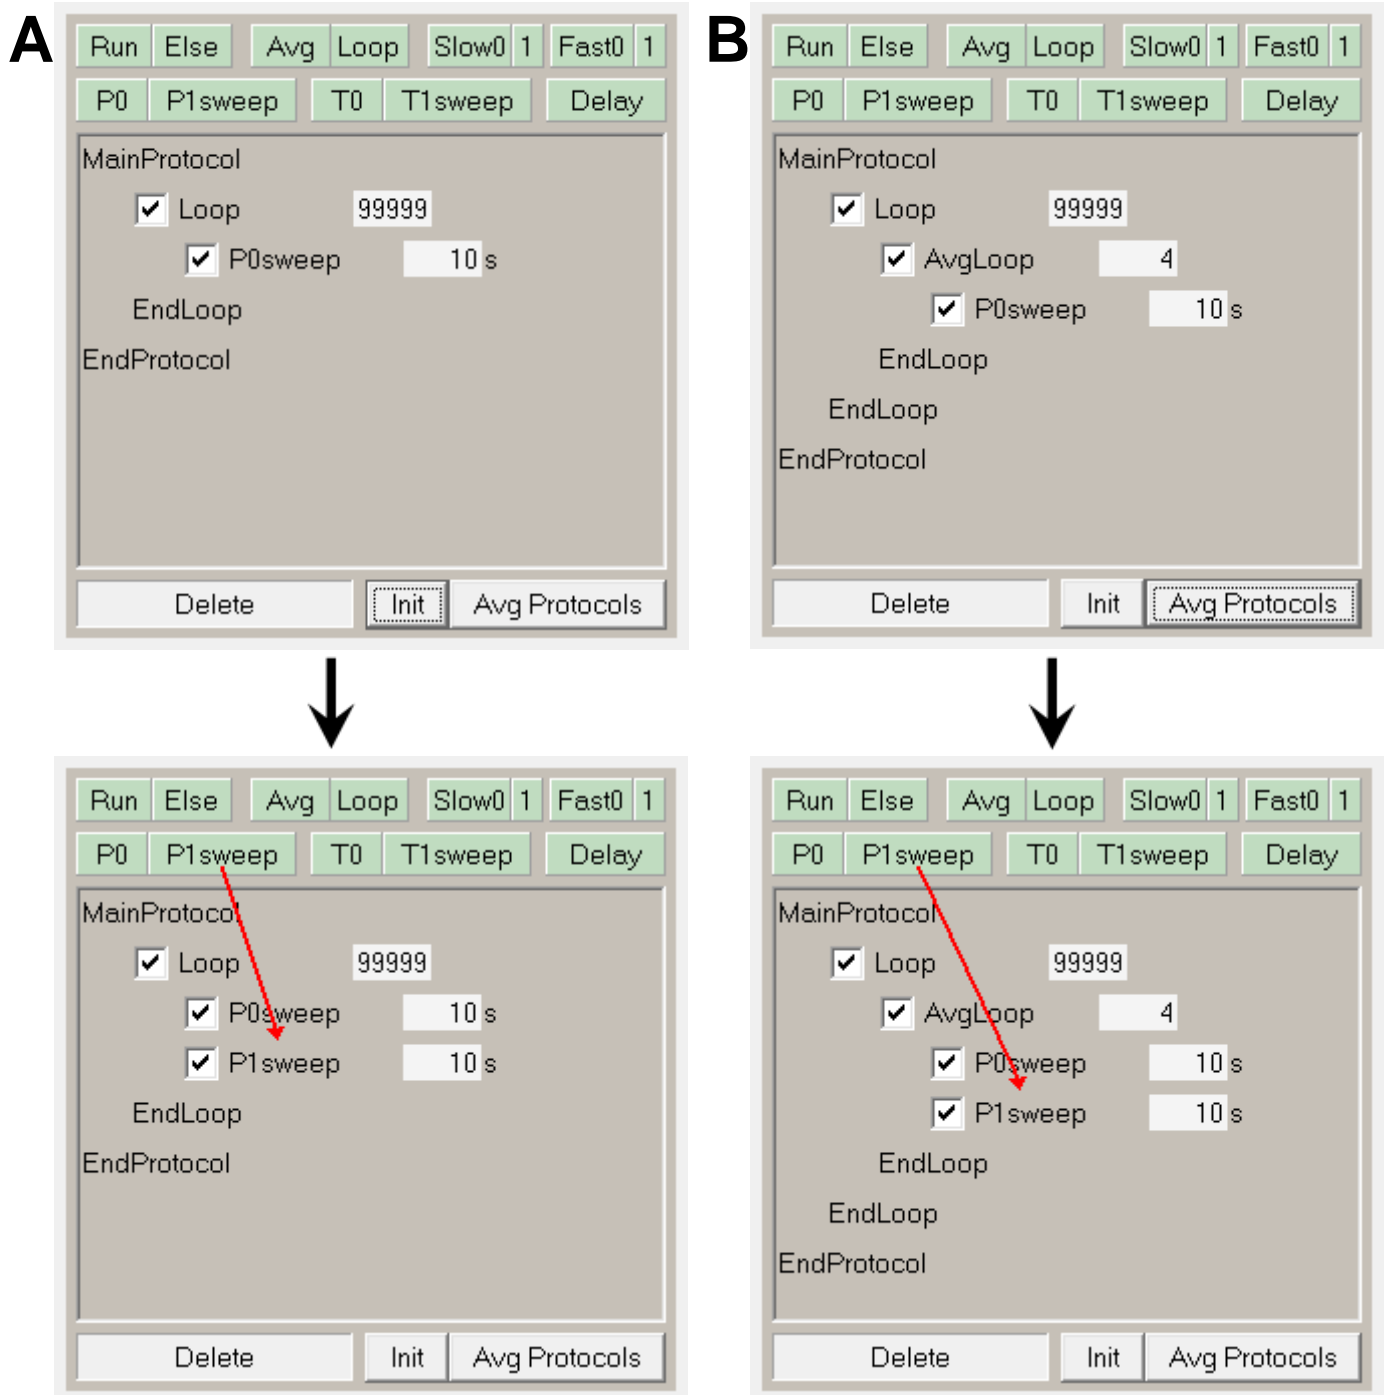 A
Run Else Avg Loop Slow0 1 Fast0 1
P0 P1sweep T0 T1sweep Delay
MainProtocol
Loop 99999
P0sweep 10 s
EndLoop
EndProtocol
Delete Init Avg Protocols
Run Else Avg Loop Slow0 1 Fast0 1
P0 P1sweep T0 T1sweep Delay
MainProtocol
Loop 99999
P0sweep 10 s
P1sweep 10 s
EndLoop
EndProtocol
Delete Init Avg Protocols
B
Run Else Avg Loop Slow0 1 Fast0 1
P0 P1sweep T0 T1sweep Delay
MainProtocol
Loop 99999
AvgLoop 4
P0sweep 10 s
EndLoop
EndLoop
EndProtocol
Delete Init Avg Protocols
Run Else Avg Loop Slow0 1 Fast0 1
P0 P1sweep T0 T1sweep Delay
MainProtocol
Loop 99999
AvgLoop 4
P0sweep 10 s
P1sweep 10 s
EndLoop
EndLoop
EndProtocol
Delete Init Avg Protocols